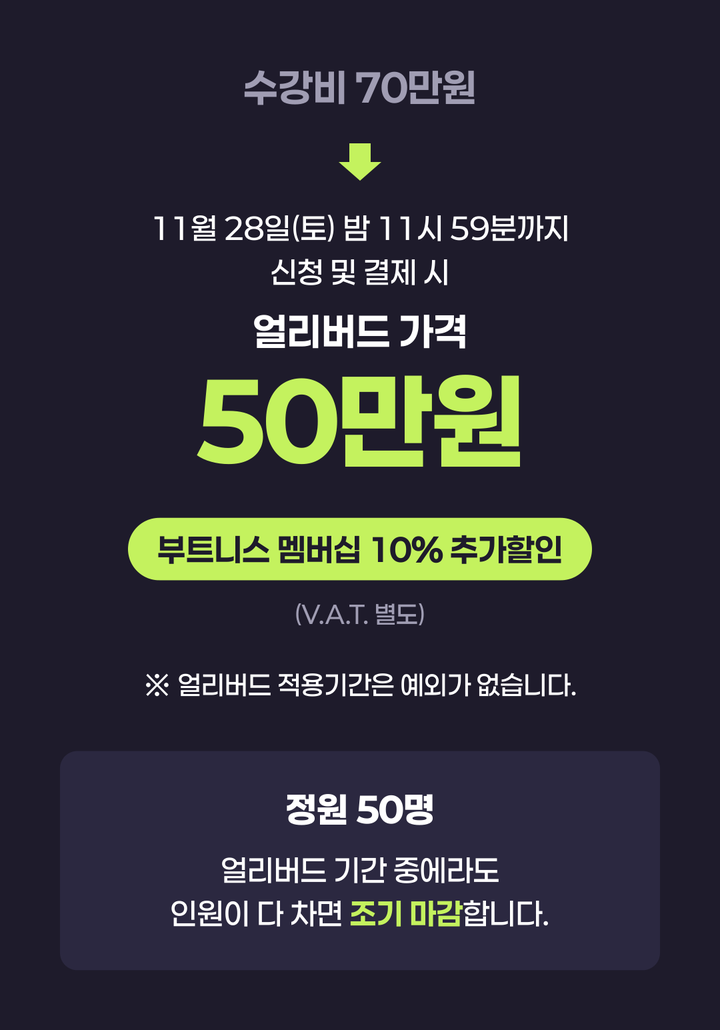 수강비 70만원
11월 28일(토) 밤 11시 59분까지
신청 및 결제 시
얼리버드 가격
50만원
부트니스 멤버십 10% 추가할인
(V.A.T. 별도)
※ 얼리버드 적용기간은 예외가 없습니다.
정원 50명
얼리버드 기간 중에라도
인원이 다 차면 조기 마감합니다.